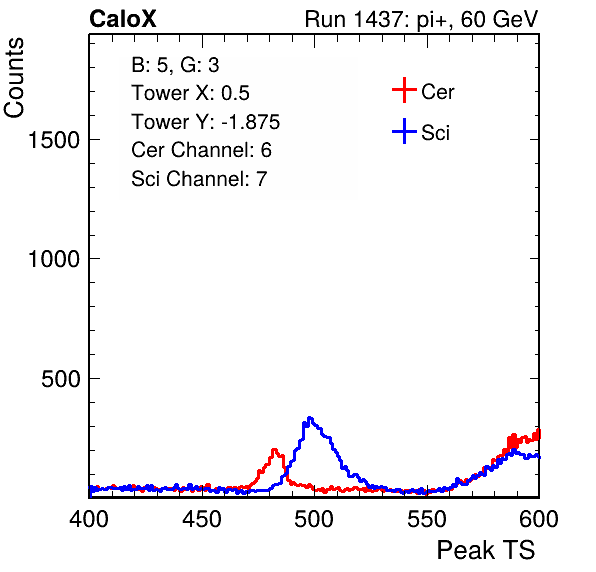 CaloX Run 1437: pi+, 60 GeV
Counts
B: 5, G: 3
Tower X: 0.5
Tower Y: -1.875
Cer Channel: 6
Sci Channel: 7
Cer
Sci
1500
1000
500
400 450 500 550 600
Peak TS